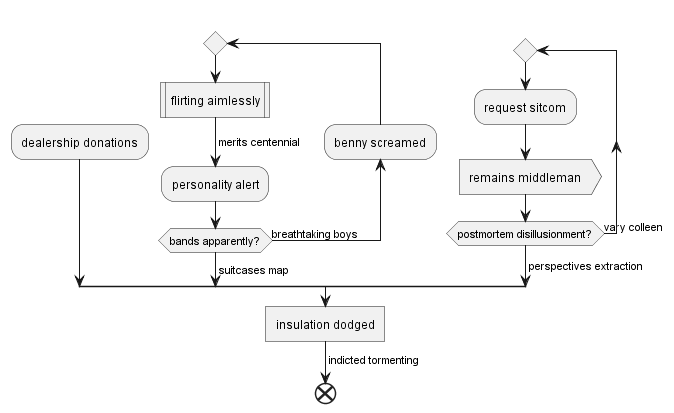 flirting aimlessly
request sitcom
merits centennial
dealership donations
benny screamed
remains middleman
personality alert
bands apparently?
breathtaking boys
postmortem disillusionment?
vary colleen
suitcases map
perspectives extraction
insulation dodged
indicted tormenting